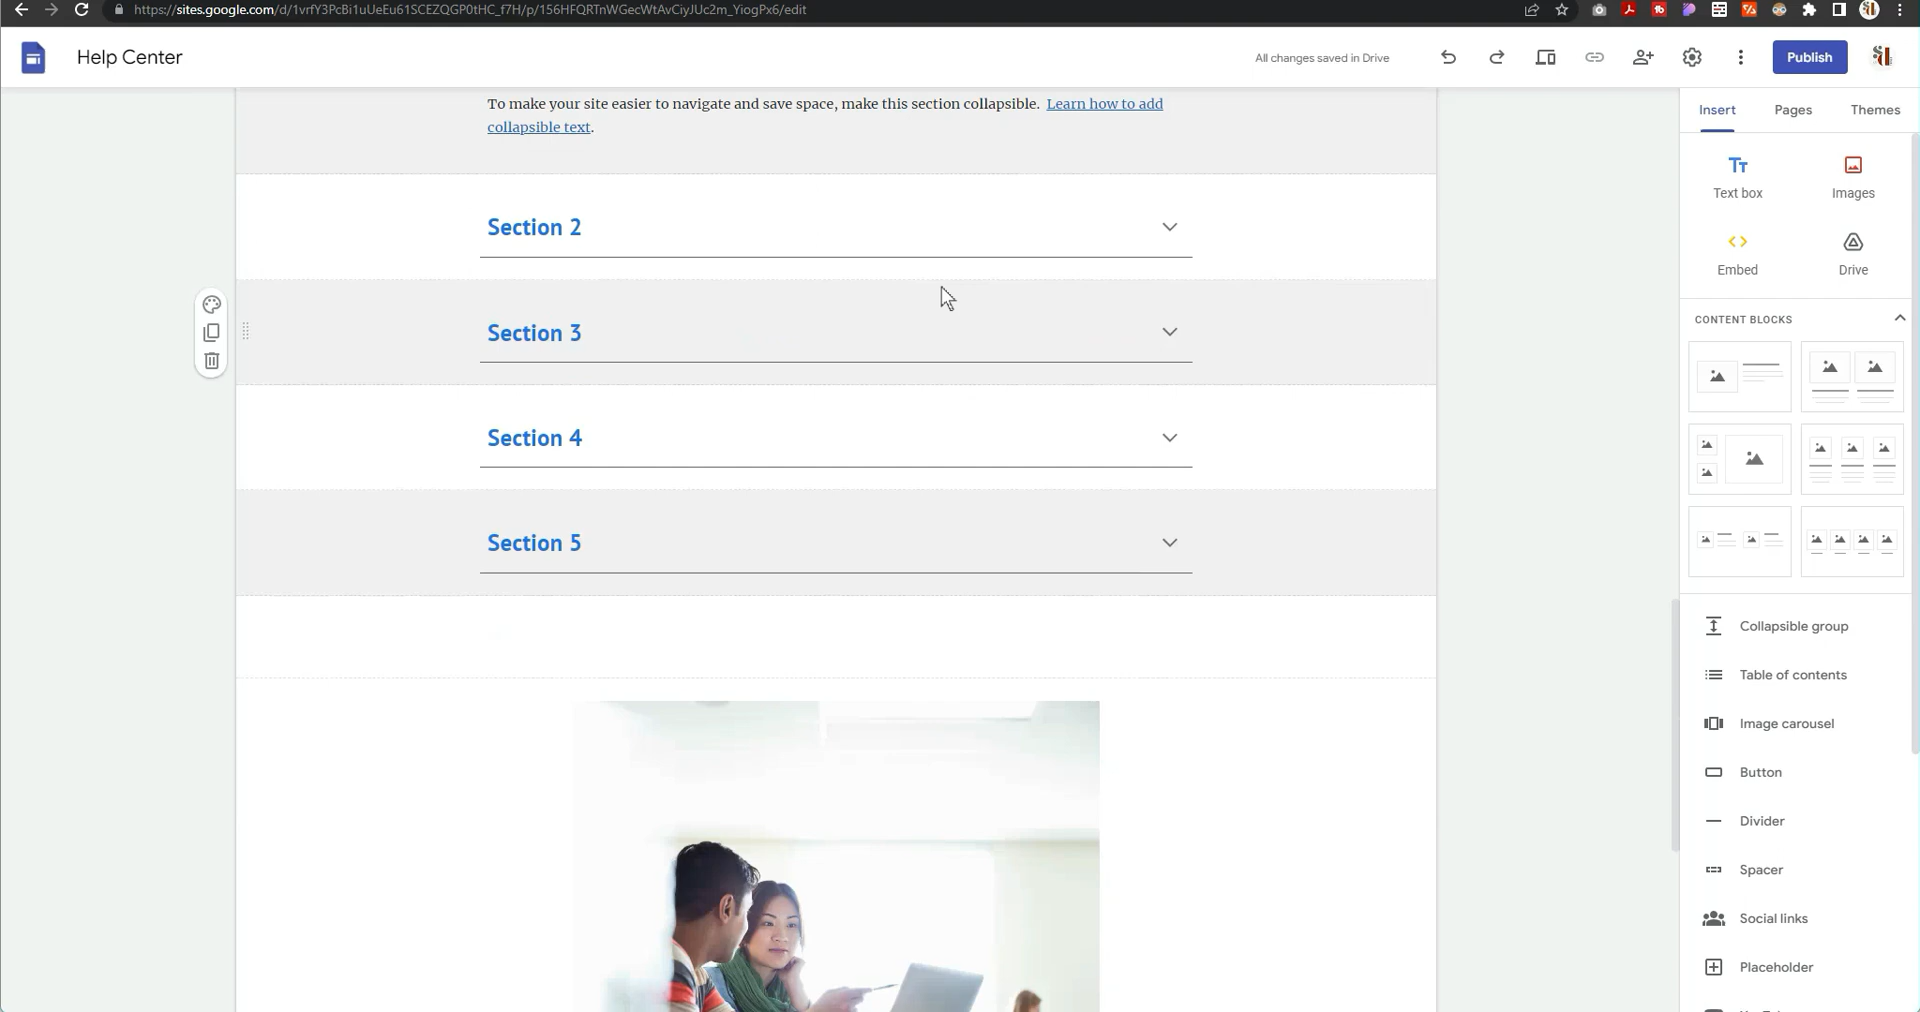 https://sites.google.com/d/1vrfY3PcBi1uUeEu61SCEZQGP0tHC_f7H/p/156HFQRTnWGecWtAvCiyJUc2m_YiogPx6/edit
Help Center
All changes saved in Drive
Publish
To make your site easier to navigate and save space, make this section collapsible. Learn how to add
collapsible text.
Section 2
Section 3
Section 4
Section 5
Insert
Pages
Themes
Text box
Images
Embed
Drive
CONTENT BLOCKS
Collapsible group
Table of contents
Image carousel
Button
Divider
Spacer
Social links
Placeholder